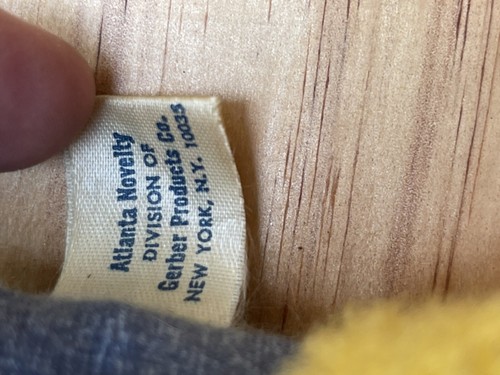 Atlanta Novelty
DIVISION OF
Gerber Products Co.
NEW YORK, N.Y. 10035